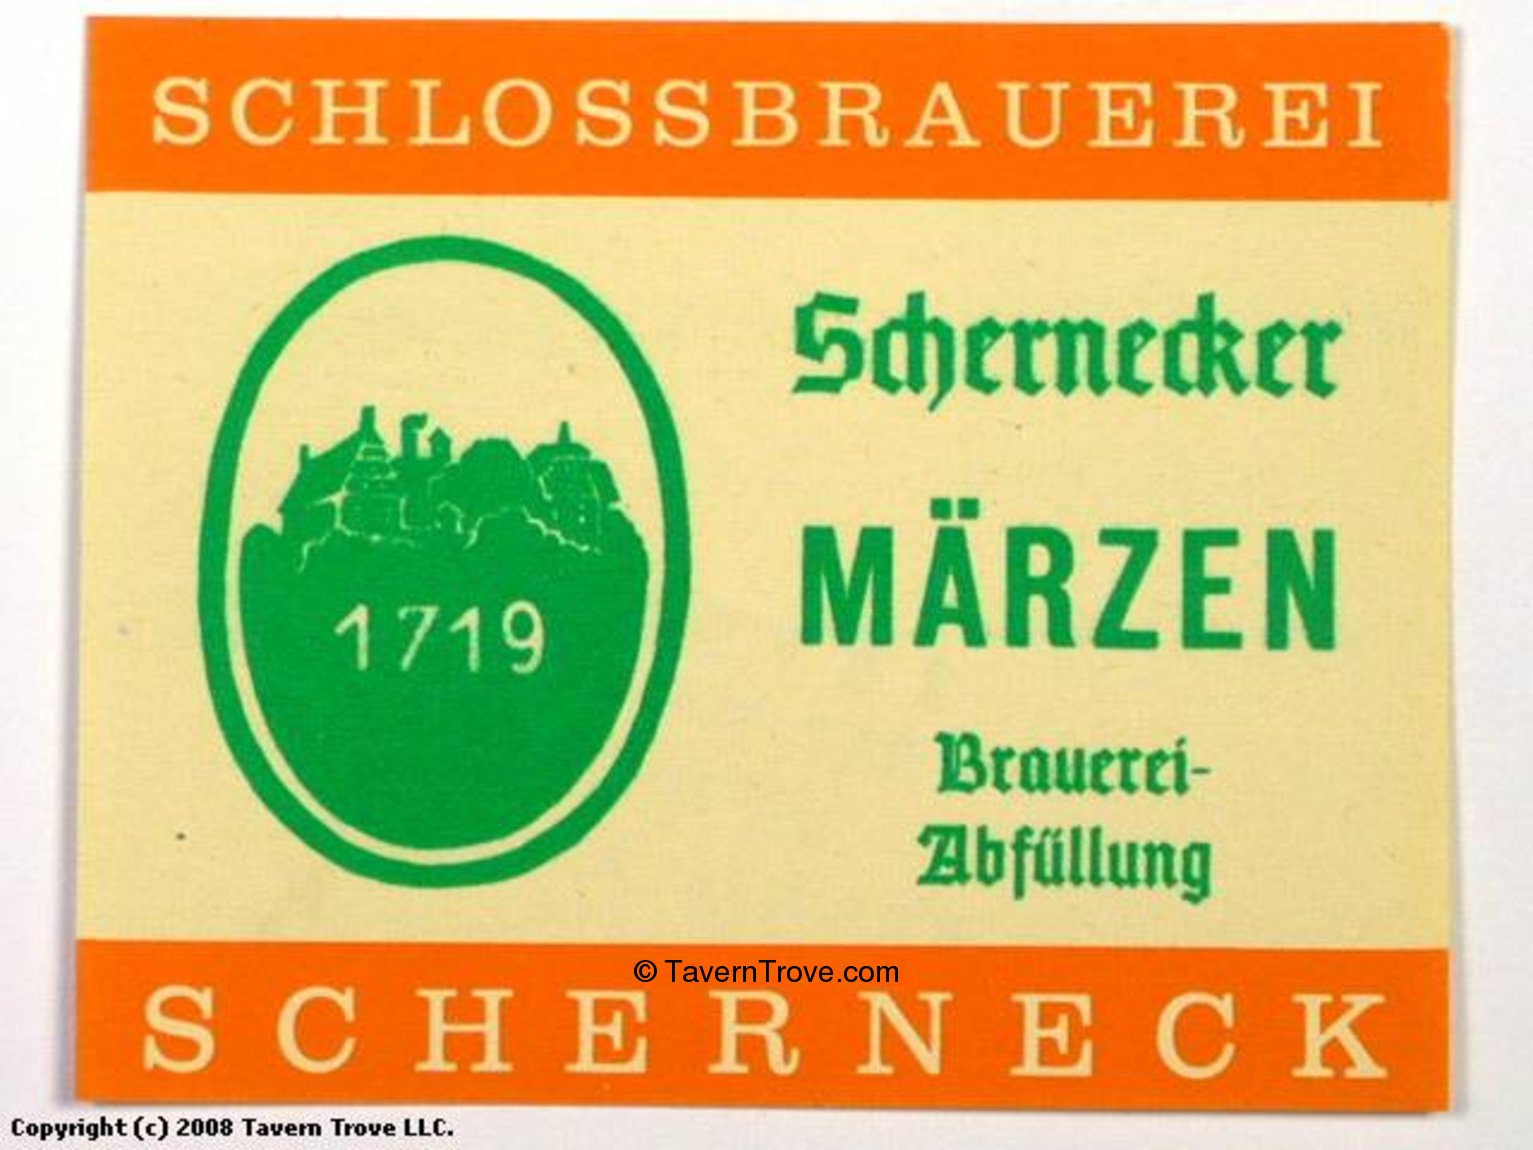 SCHLOSSBRAUEREI
1719
Schernecker
MÄRZEN
Brauerei-
Abfüllung
© TavernTrove.com
SCHERNECK
Copyright (c) 2008 Tavern Trove LLC.